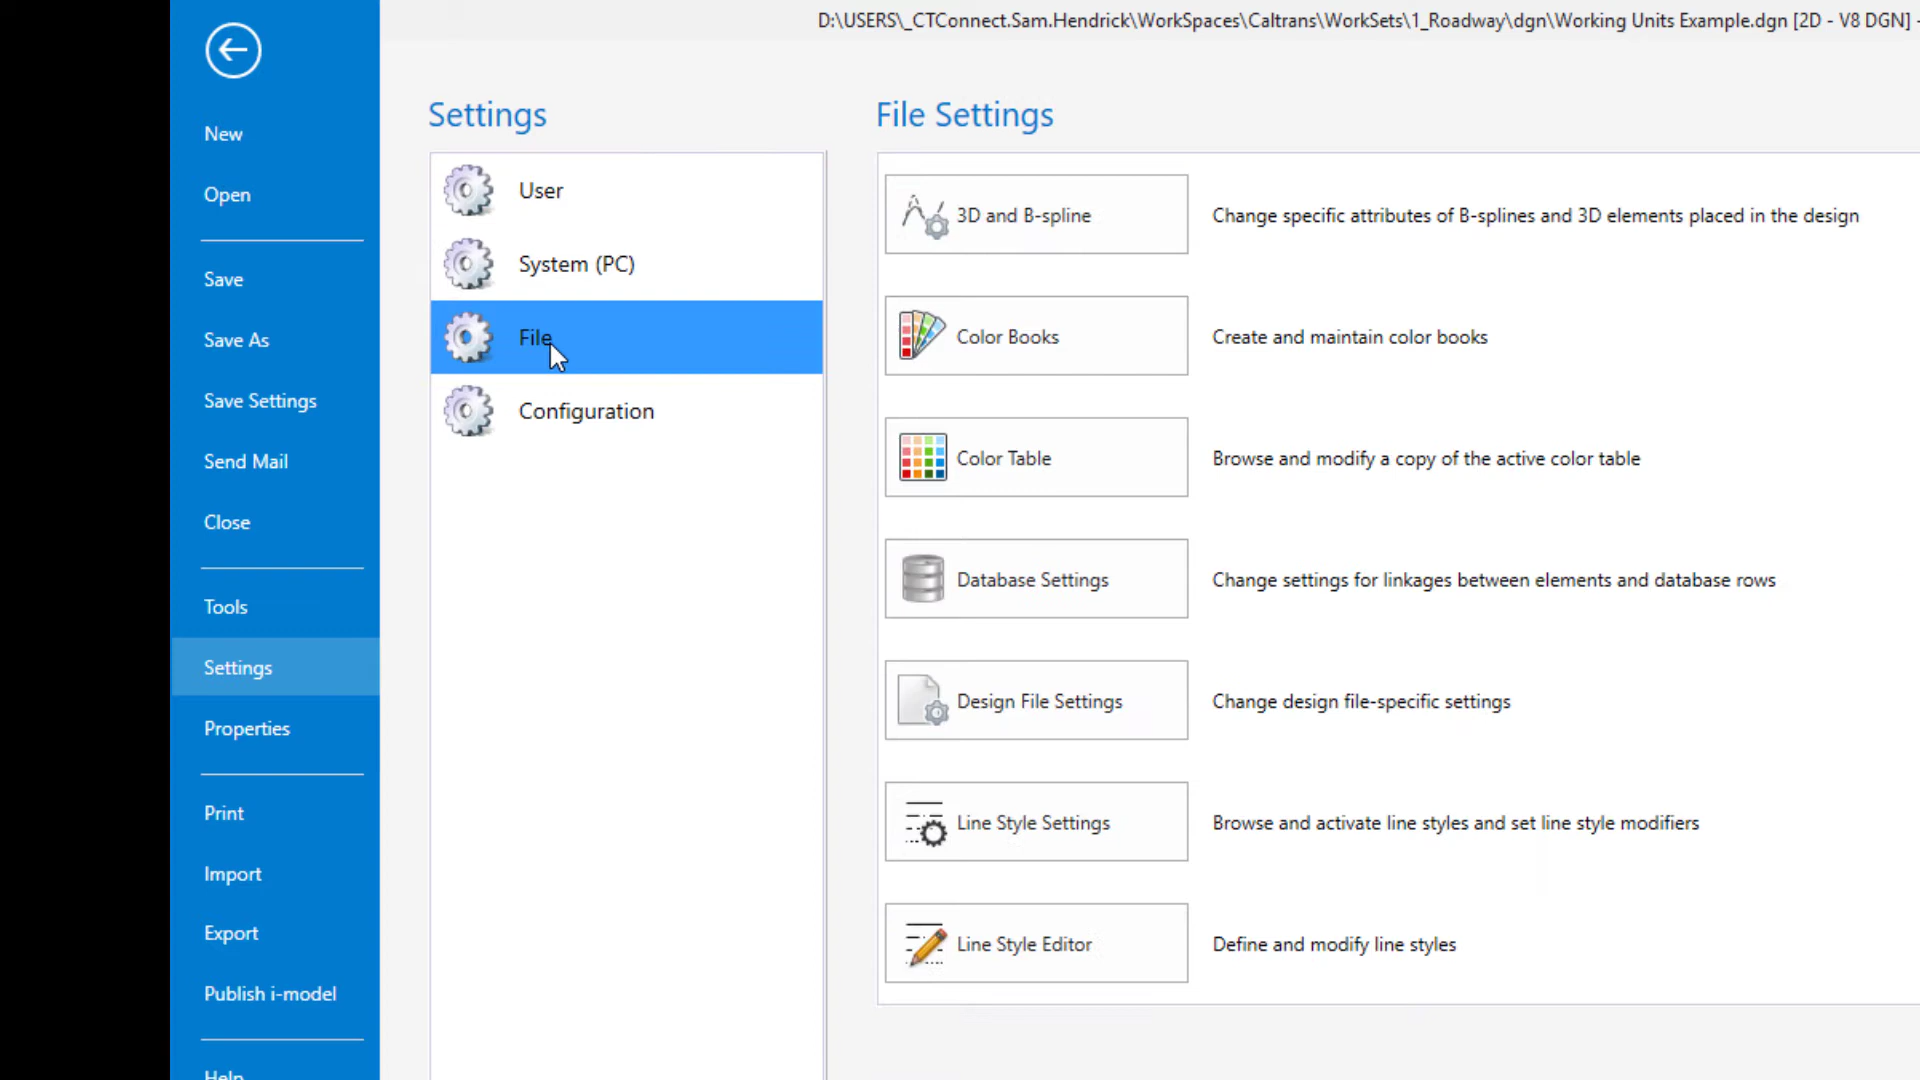 D:\USERS\_CTConnect.Sam.Hendrick\WorkSpaces\Caltrans\WorkSets\1_Roadway\dgn\Working Units Example.dgn [2D - V8 DGN] -
New
Open
Save
Save As
Save Settings
Send Mail
Close
Tools
Settings
Properties
Print
Import
Export
Publish i-model
Help
Settings
User
System (PC)
File
Configuration
File Settings
3D and B-spline Change specific attributes of B-splines and 3D elements placed in the design
Color Books Create and maintain color books
Color Table Browse and modify a copy of the active color table
Database Settings Change settings for linkages between elements and database rows
Design File Settings Change design file-specific settings
Line Style Settings Browse and activate line styles and set line style modifiers
Line Style Editor Define and modify line styles